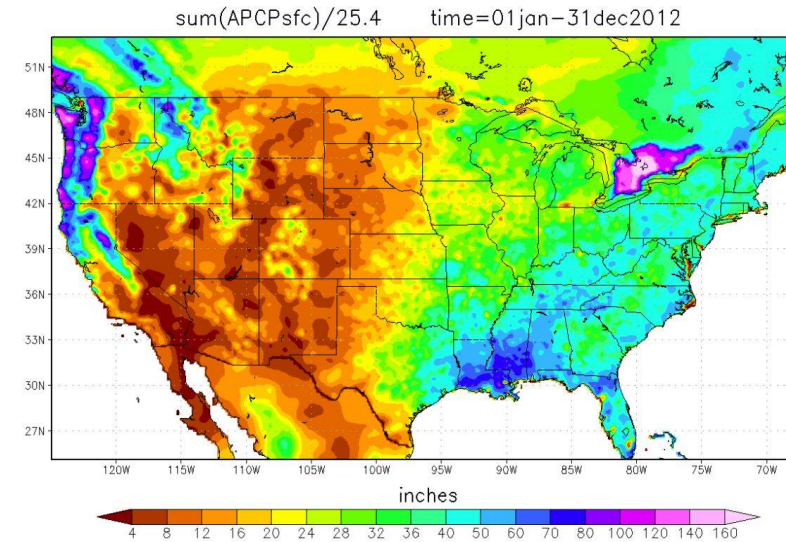 sum(APCPsfc)/25.4 time=01jan-31dec2012
51N
48N
45N
42N
39N
36N
33N
30N
27N
120W 115W 110W 105W 100W 95W 90W 85W 80W 75W 70W
inches
4 8 12 16 20 24 28 32 36 40 50 60 70 80 100 120 140 160